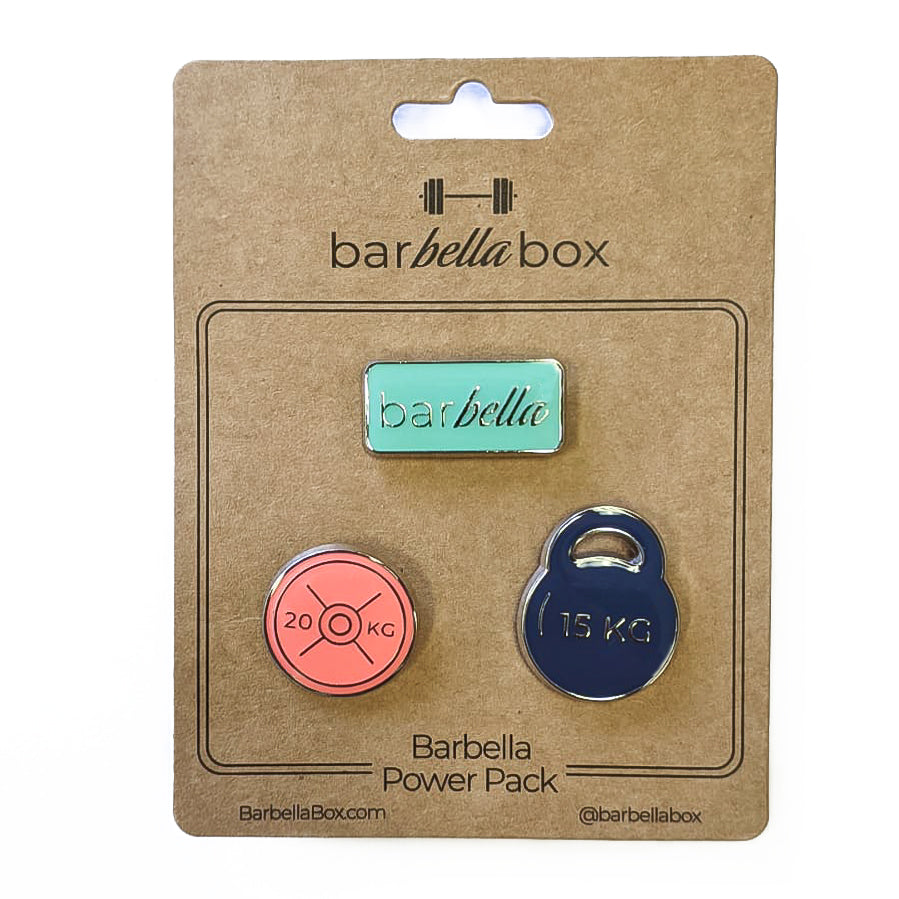 barbella box
barbella
20 KG
15 KG
Barbella
Power Pack
BarbellaBox.com
@barbellabox